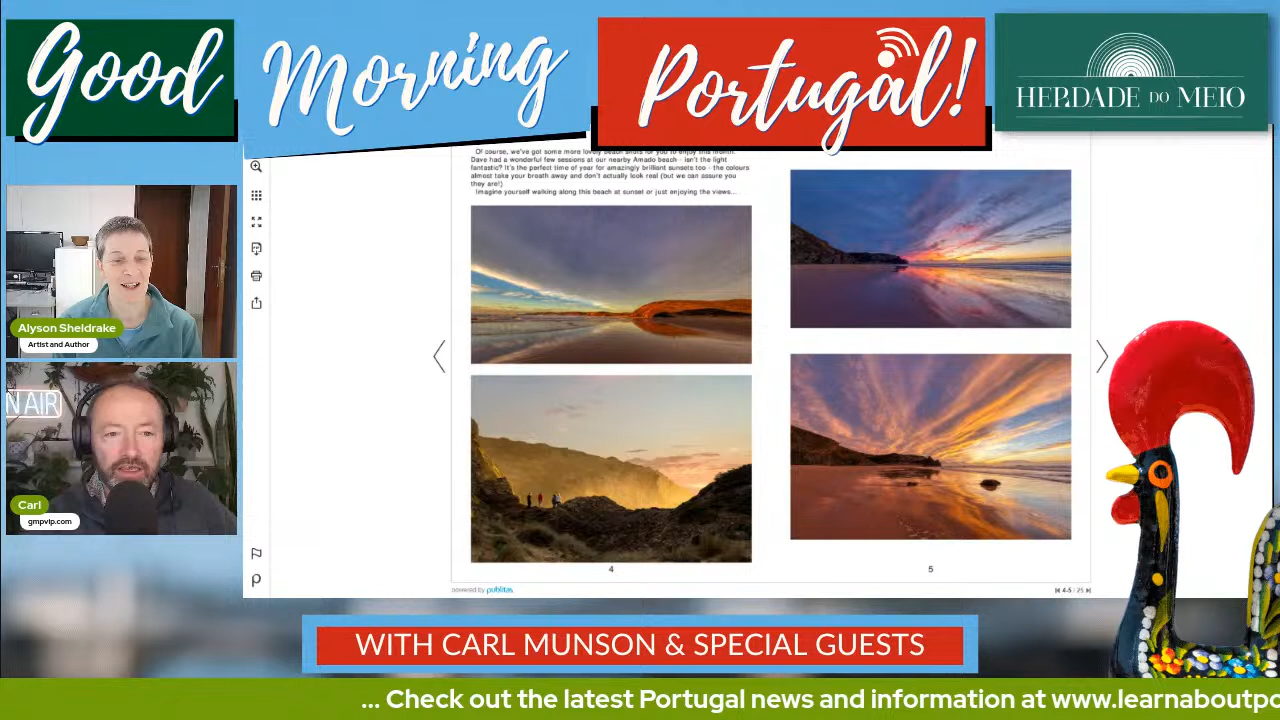 Good
Morning
Portugal!
HERDADE DO MEIO
Of course, we've got some more lovely beach shots for you to enjoy this month.
Dave had a wonderful few sessions at our nearby Amado beach - isn't the light
fantastic? It's the perfect time of year for amazingly brilliant sunsets too - the colours
almost take your breath away and don't actually look real (but we can assure you
they are!)
Imagine yourself walking along this beach at sunset or just enjoying the views...
Alyson Sheldrake
Artist and Author
N AIR
Carl
gmpvip.com
4
5
powered by publitas
4-5 / 25
WITH CARL MUNSON & SPECIAL GUESTS
... Check out the latest Portugal news and information at www.learnaboutpo